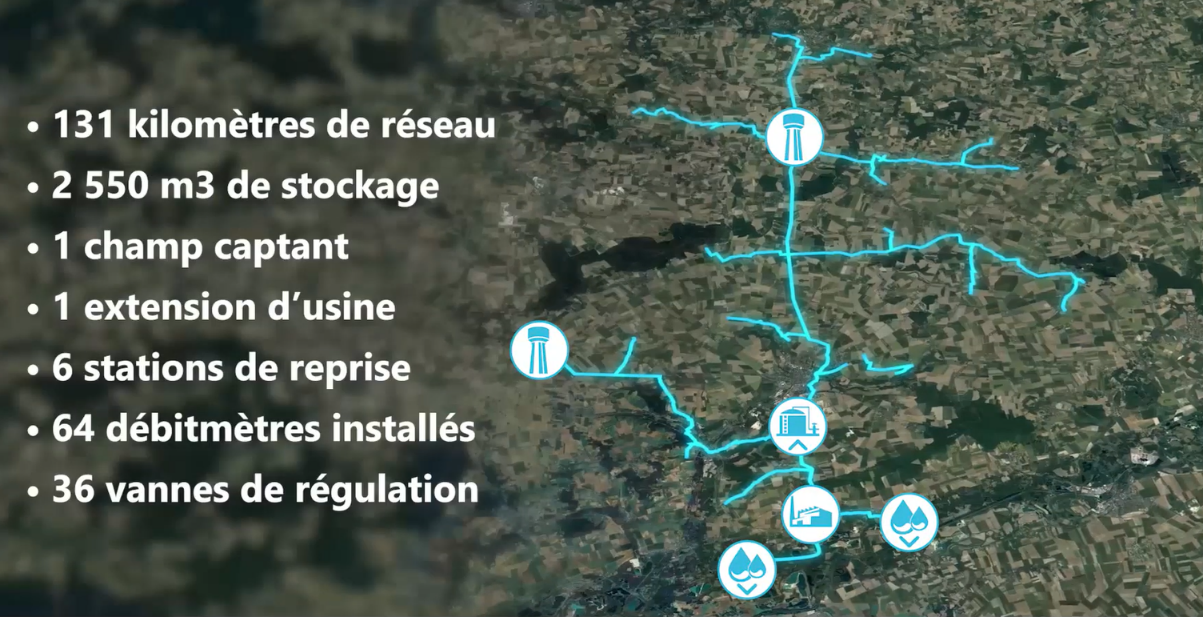 • 131 kilomètres de réseau
• 2 550 m3 de stockage
• 1 champ captant
• 1 extension d’usine
• 6 stations de reprise
• 64 débitmètres installés
• 36 vannes de régulation